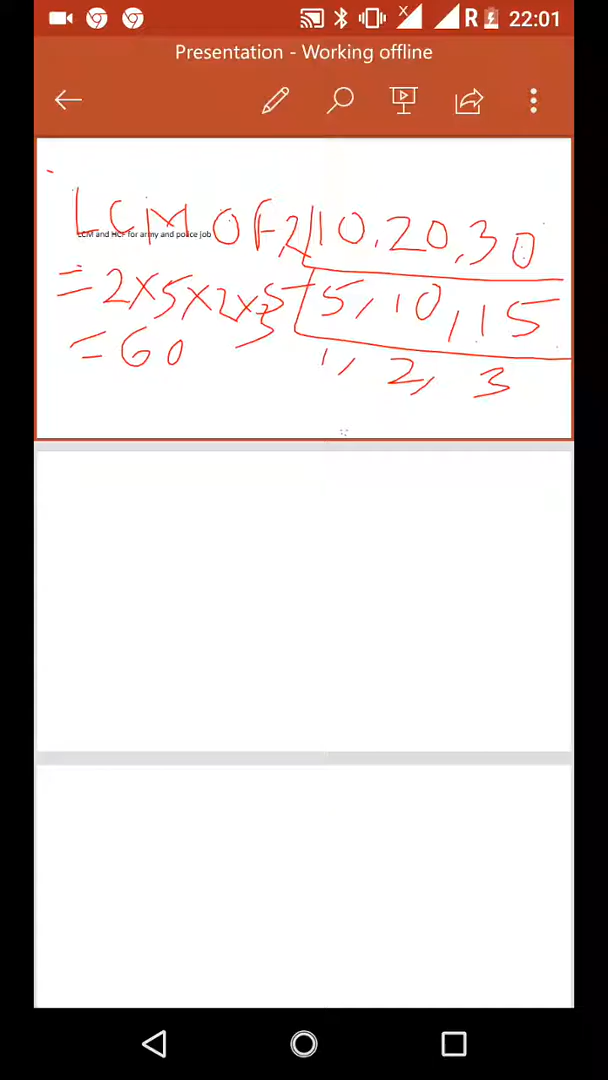 22:01
Presentation - Working offline
LCM OF 2 10, 20, 30
LCM and HCF for army and police job
= 2 × 5 × 2 × 3 5 5, 10, 15
= 60 1, 2, 3